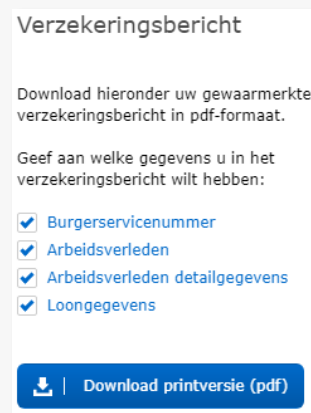 Verzekeringsbericht
Download hieronder uw gewaarmerkte
verzekeringsbericht in pdf-formaat.
Geef aan welke gegevens u in het
verzekeringsbericht wilt hebben:
Burgerservicenummer
Arbeidsverleden
Arbeidsverleden detailgegevens
Loongegevens
Download printversie (pdf)